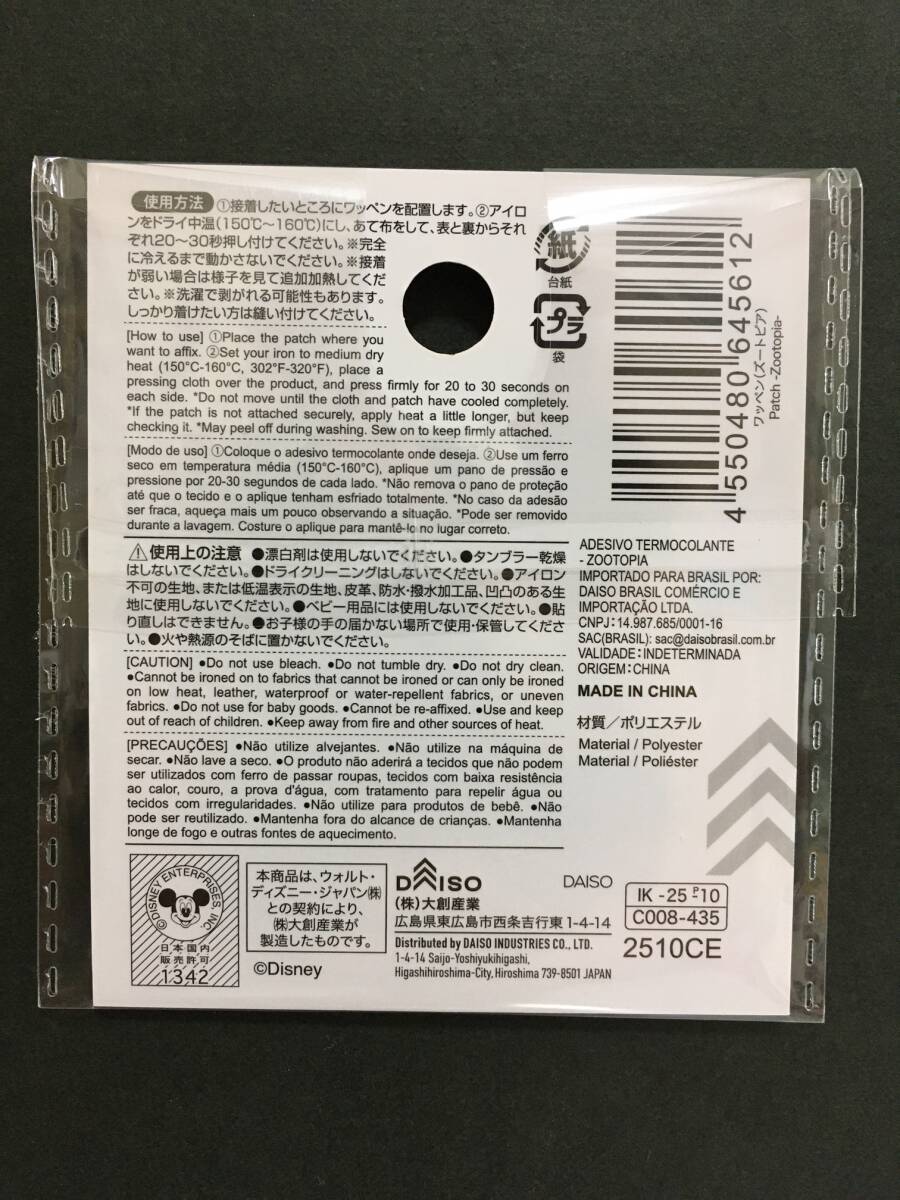 使用方法 ①接着したいところにワッペンを配置します。②アイロ
ンをドライ中温(150℃〜160℃)にし、あて布をして、表と裏からそれ
ぞれ20〜30秒押し付けてください。※完全
に冷えるまで動かさないでください。※接着
が弱い場合は様子を見て追加加熱してくだ
さい。※洗濯で剥がれる可能性もあります。
しっかり着けたい方は縫い付けてください。
[How to use] ①Place the patch where you
want to affix. ②Set your iron to medium dry
heat (150°C-160°C, 302°F-320°F), place a
pressing cloth over the product, and press firmly for 20 to 30 seconds on
each side. *Do not move until the cloth and patch have cooled completely.
*If the patch is not attached securely, apply heat a little longer, but keep
checking it. *May peel off during washing. Sew on to keep firmly attached.
[Modo de uso] ①Coloque o adesivo termocolante onde deseja. ②Use um ferro
seco em temperatura média (150°C-160°C), aplique um pano de pressão e
pressione por 20-30 segundos de cada lado. *Não remova o pano de proteção
até que o tecido e o aplique tenham esfriado totalmente. *No caso da adesão
ser fraca, aqueça mais um pouco observando a situação. *Pode ser removido
durante a lavagem. Costure o aplique para mantê-lo no lugar correto.
⚠使用上の注意 ●漂白剤は使用しないでください。●タンブラー乾燥
はしないでください。●ドライクリーニングはしないでください。●アイロン
不可の生地、または低温表示の生地、皮革、防水・撥水加工品、凹凸のある生
地に使用しないでください。●ベビー用品には使用しないでください。●貼
り直しはできません。●お子様の手の届かない場所で使用・保管してくださ
い。●火や熱源のそばに置かないでください。
[CAUTION] ●Do not use bleach. ●Do not tumble dry. ●Do not dry clean.
●Cannot be ironed on to fabrics that cannot be ironed or can only be ironed
on low heat, leather, waterproof or water-repellent fabrics, or uneven
fabrics. ●Do not use for baby goods. ●Cannot be re-affixed. ●Use and keep
out of reach of children. ●Keep away from fire and other sources of heat.
[PRECAUÇÕES] ●Não utilize alvejantes. ●Não utilize na máquina de
secar. ●Não lave a seco. ●O produto não aderirá a tecidos que não podem
ser utilizados com ferro de passar roupas, tecidos com baixa resistência
ao calor, couro, a prova d'água, com tratamento para repelir água ou
tecidos com irregularidades. ●Não utilize para produtos de bebê. ●Não
pode ser reutilizado. ●Mantenha fora do alcance de crianças. ●Mantenha
longe de fogo e outras fontes de aquecimento.
紙
台紙
プラ
袋
4 550480 645612
ワッペン(ズートピア)
Patch -Zootopia-
ADESIVO TERMOCOLANTE
- ZOOTOPIA
IMPORTADO PARA BRASIL POR:
DAISO BRASIL COMÉRCIO E
IMPORTAÇÃO LTDA.
CNPJ: 14.987.685/0001-16
SAC(BRASIL): sac@daisobrasil.com.br
VALIDADE: INDETERMINADA
ORIGEM: CHINA
MADE IN CHINA
材質/ポリエステル
Material / Polyester
Material / Poliéster
©DISNEY ENTERPRISES, INC.
日本国内
販売許可
1342
本商品は、ウォルト・
ディズニー・ジャパン㈱
との契約により、
㈱大創産業が
製造したものです。
©Disney
DAISO
(株)大創産業
広島県東広島市西条吉行東1-4-14
Distributed by DAISO INDUSTRIES CO., LTD.
1-4-14 Saijo-Yoshiyukihigashi,
Higashihiroshima-City, Hiroshima 739-8501 JAPAN
DAISO
IK -25 P-10
C008-435
2510CE